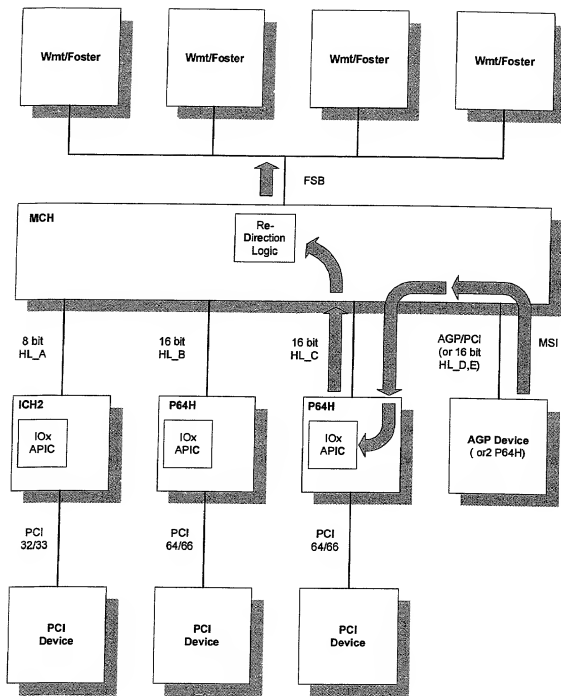 Wmt/Foster
Wmt/Foster
Wmt/Foster
Wmt/Foster
FSB
MCH
Re-
Direction
Logic
8 bit
HL_A
16 bit
HL_B
16 bit
HL_C
AGP/PCI
(or 16 bit
HL_D,E)
MSI
ICH2
IOx
APIC
P64H
IOx
APIC
P64H
IOx
APIC
AGP Device
( or2 P64H)
PCI
32/33
PCI
64/66
PCI
64/66
PCI
Device
PCI
Device
PCI
Device